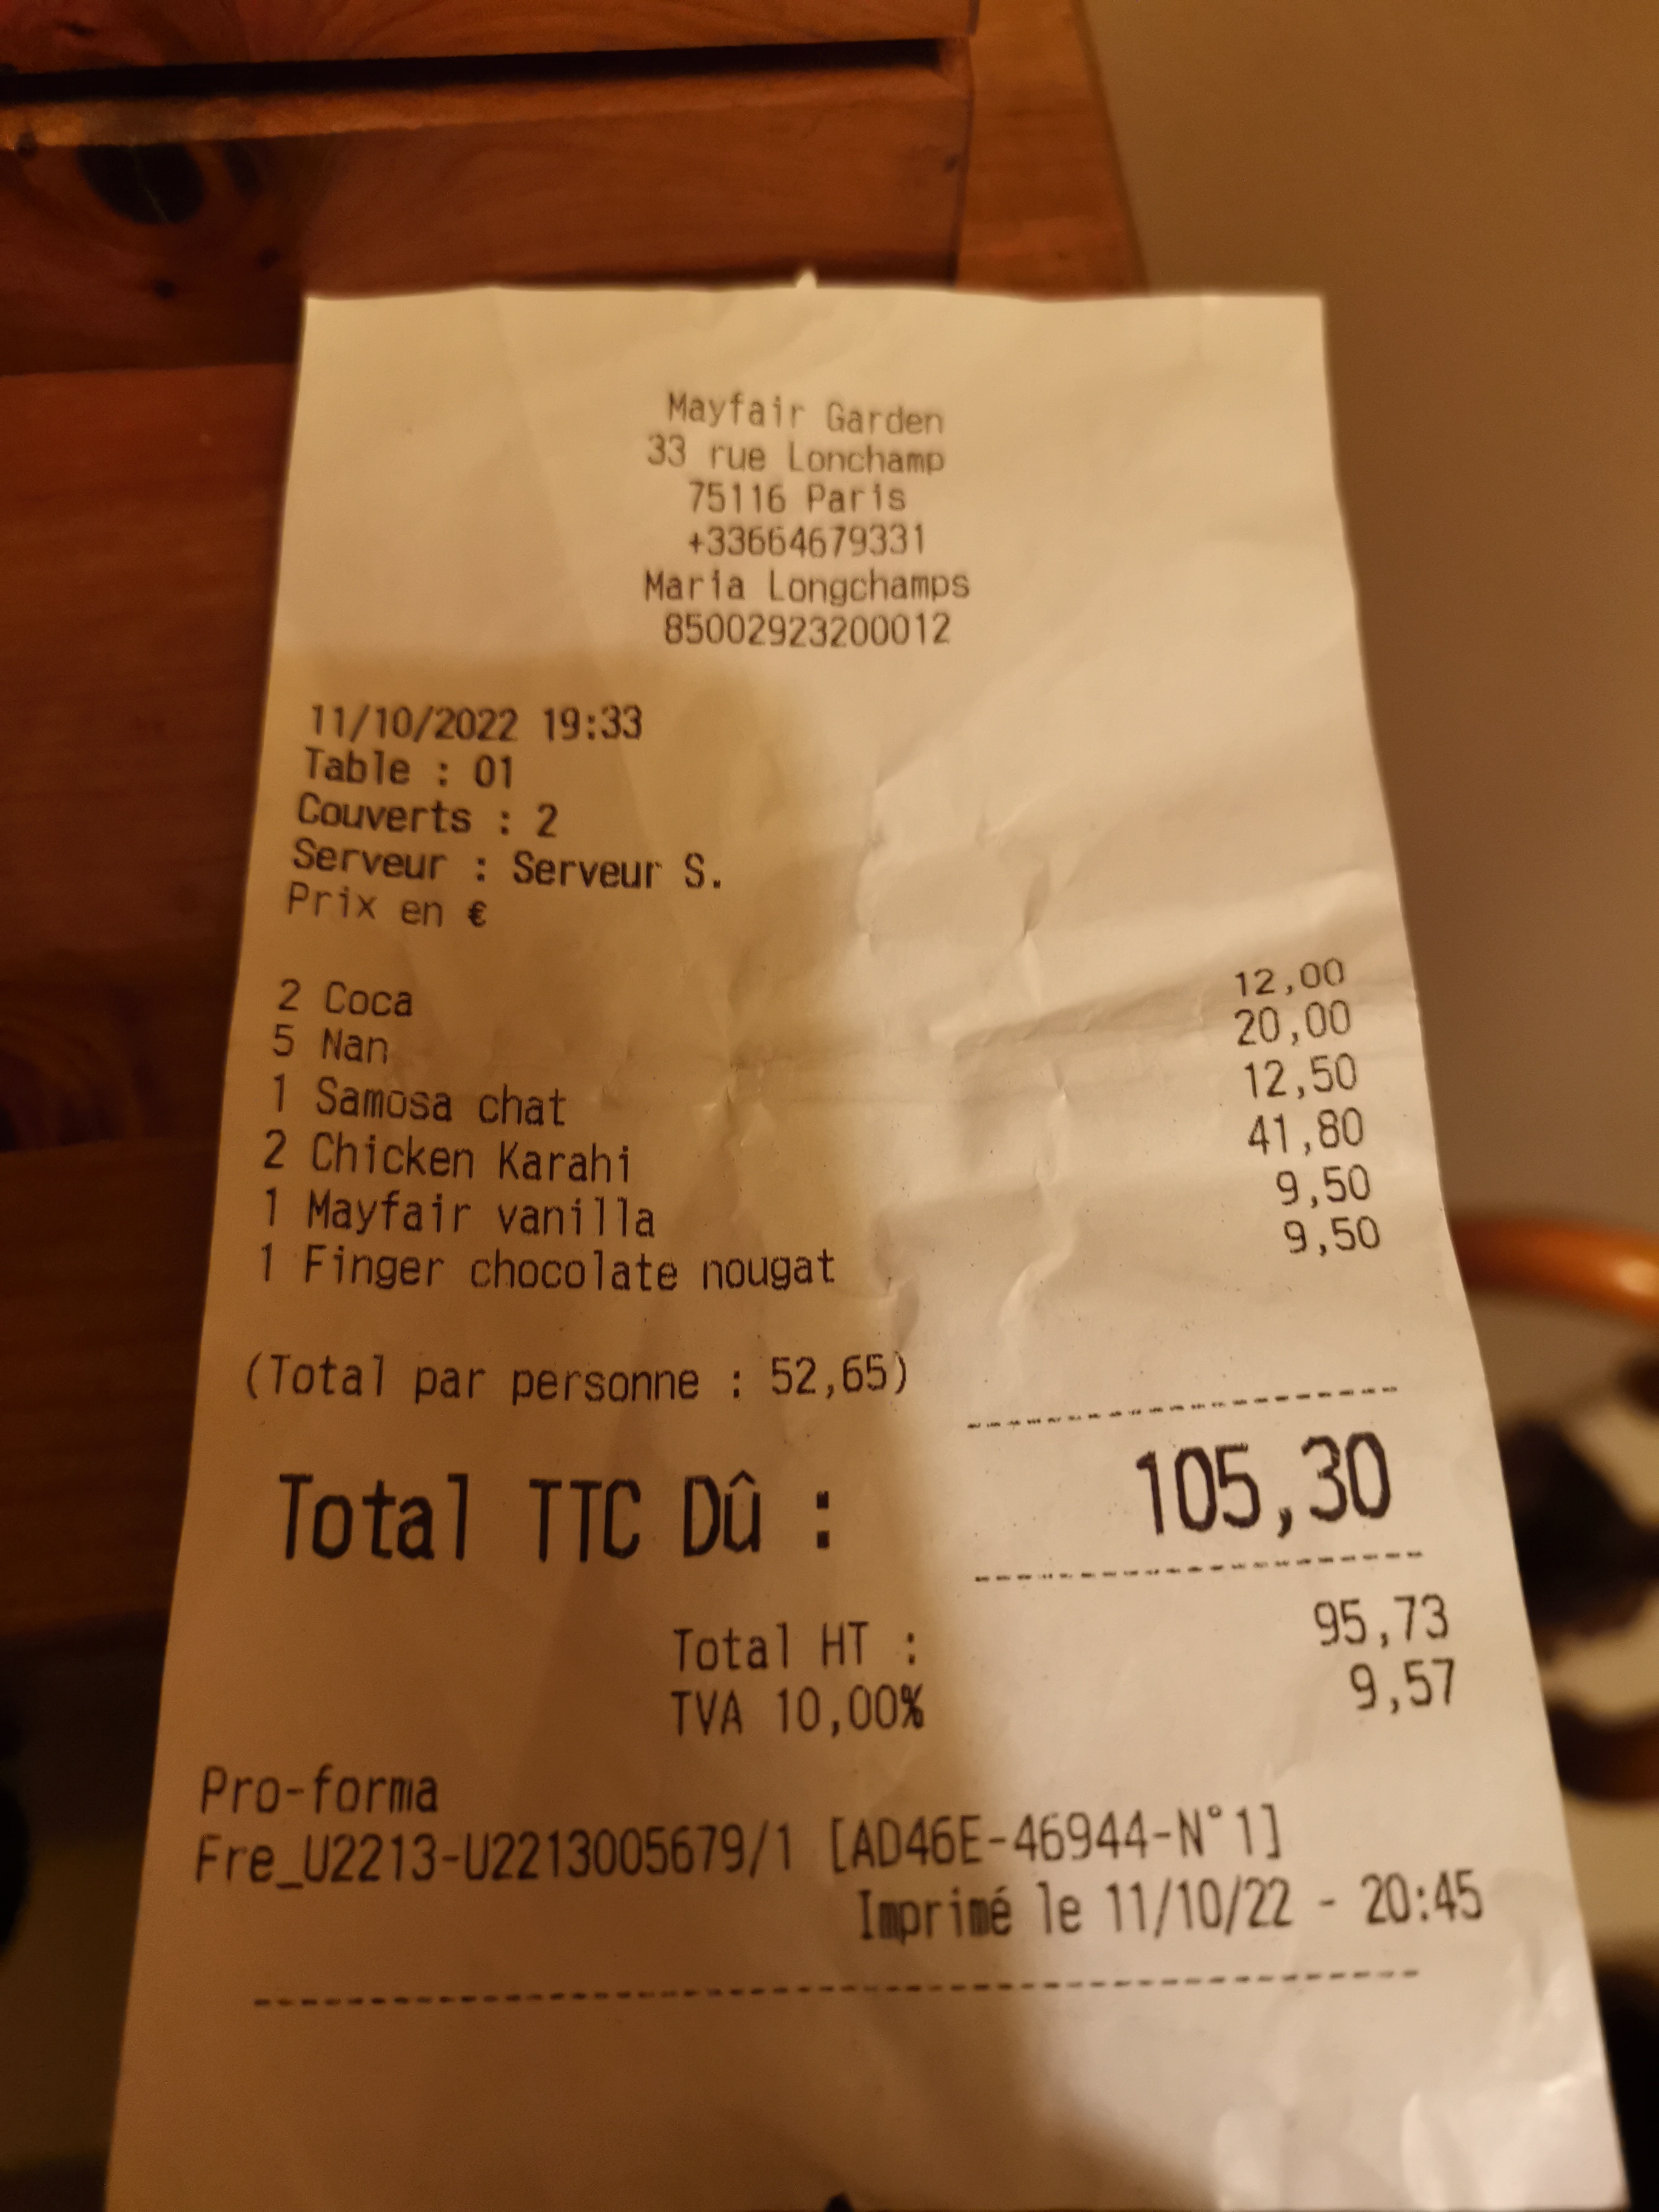 Mayfair Garden
33 rue Lonchamp
75116 Paris
+33664679331
Maria Longchamps
85002923200012
11/10/2022 19:33
Table : 01
Couverts : 2
Serveur : Serveur S.
Prix en €
2 Coca 12,00
5 Nan 20,00
1 Samosa chat 12,50
2 Chicken Karahi 41,80
1 Mayfair vanilla 9,50
1 Finger chocolate nougat 9,50
(Total par personne : 52,65)
Total TTC Dû : 105,30
Total HT : 95,73
TVA 10,00% 9,57
Pro-forma
Fre_U2213-U2213005679/1 [AD46E-46944-N°1]
Imprimé le 11/10/22 - 20:45